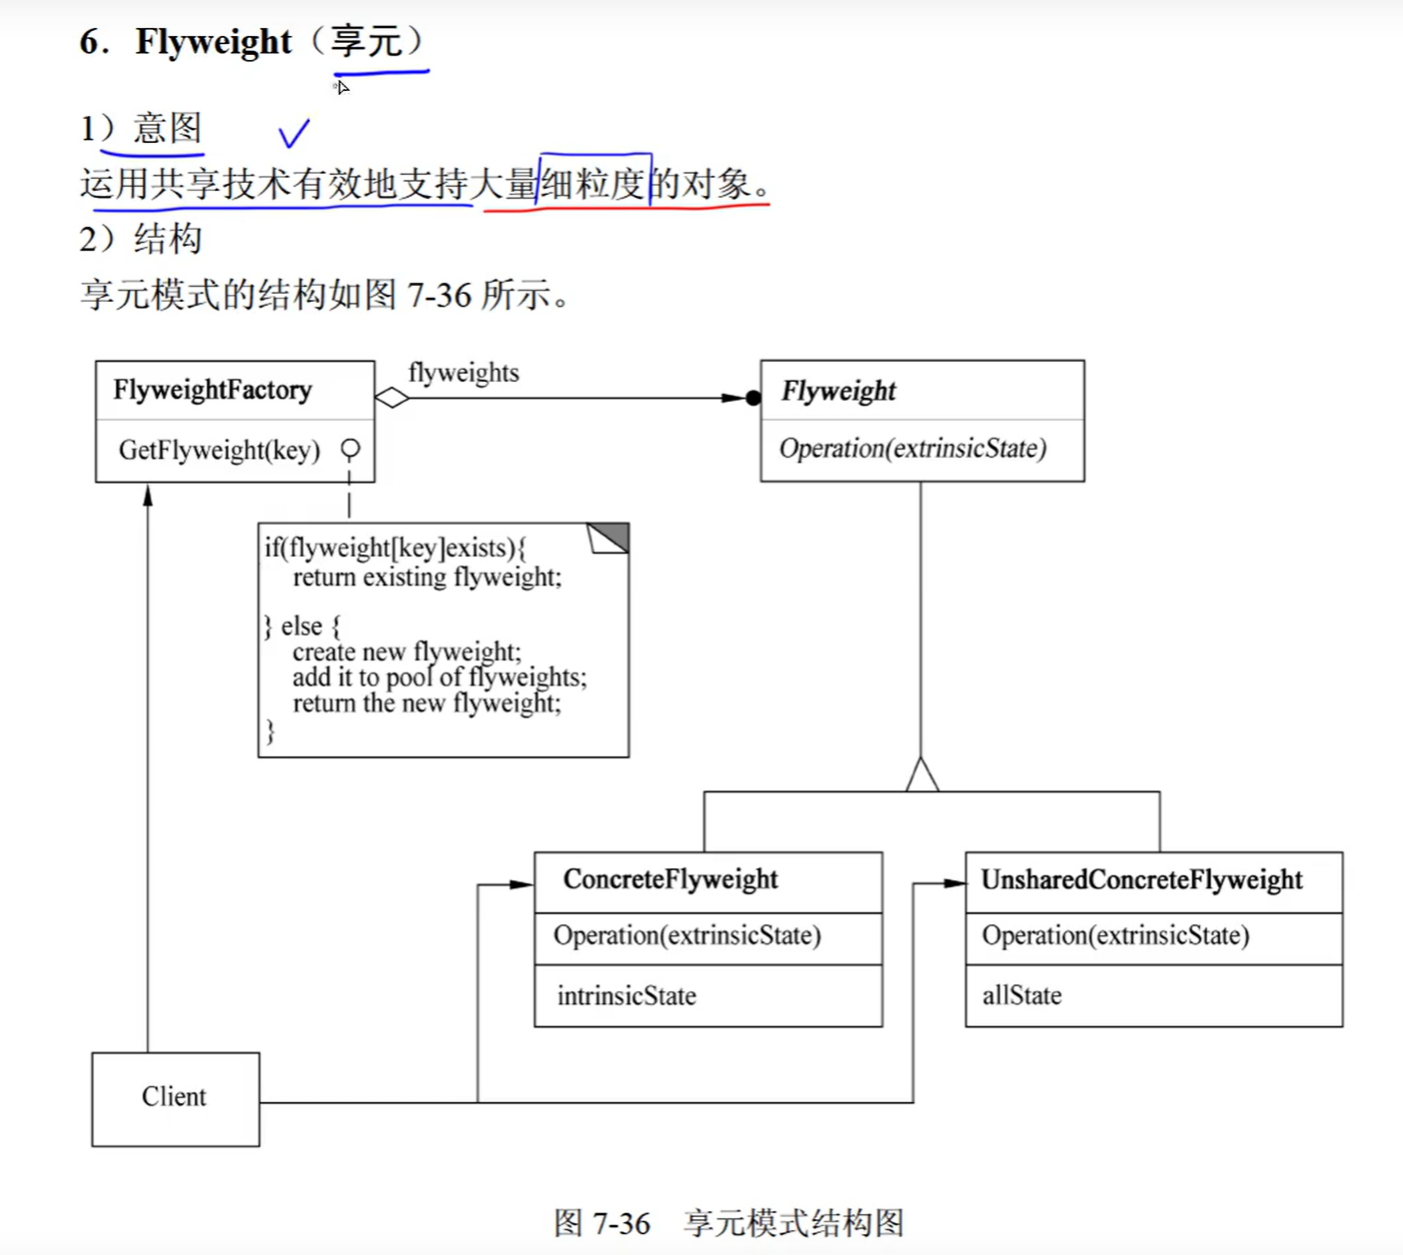 6. Flyweight（享元）
1）意图
运用共享技术有效地支持大量细粒度的对象。
2）结构
享元模式的结构如图 7-36 所示。
flyweights
FlyweightFactory
GetFlyweight(key)
Flyweight
Operation(extrinsicState)
if(flyweight[key]exists){
return existing flyweight;
} else {
create new flyweight;
add it to pool of flyweights;
return the new flyweight;
}
ConcreteFlyweight
Operation(extrinsicState)
intrinsicState
UnsharedConcreteFlyweight
Operation(extrinsicState)
allState
Client
图 7-36 享元模式结构图